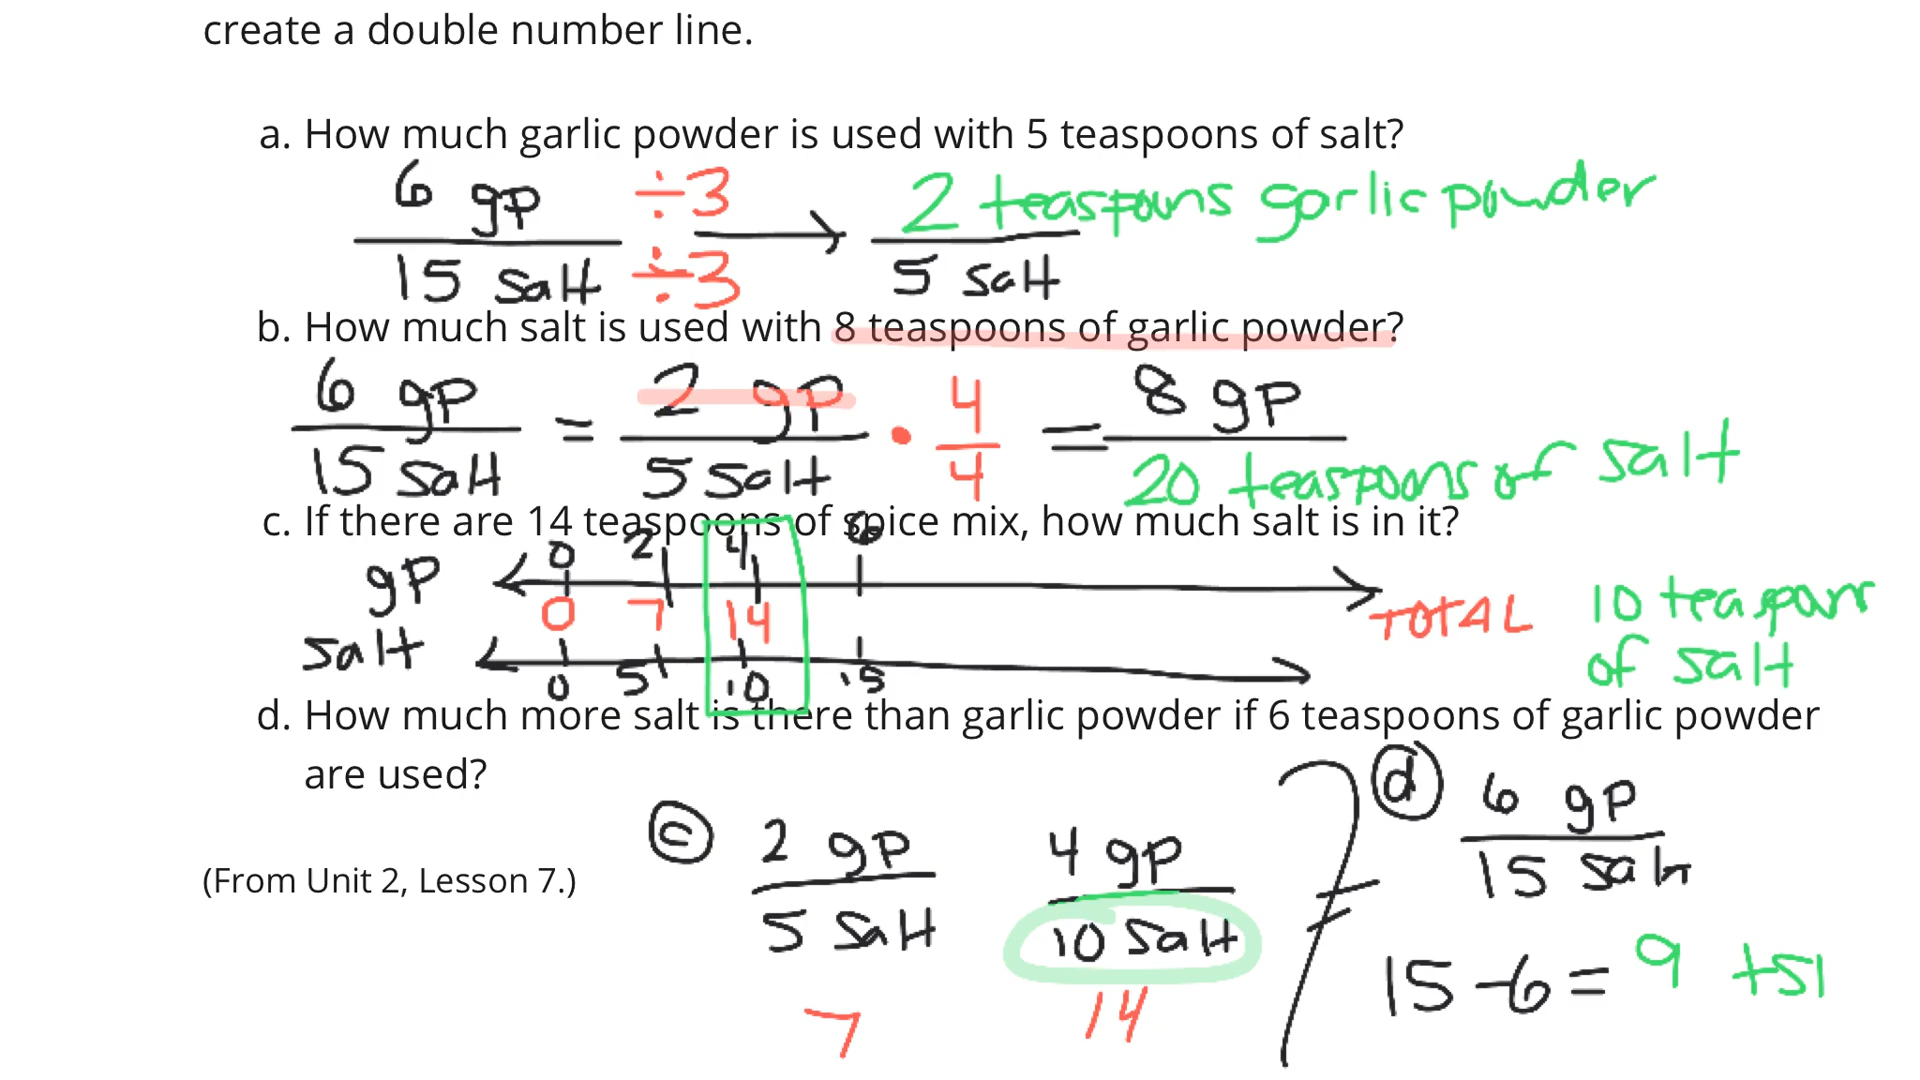 create a double number line.
a. How much garlic powder is used with 5 teaspoons of salt?
6 gp ÷3 2 teaspouns garlic powder
15 salt ÷3 5 salt
b. How much salt is used with 8 teaspoons of garlic powder?
6 gp = 2 gp • 4 = 8 gp
15 salt 5 salt 4 20 teaspoons of salt
c. If there are 14 teaspoons of spice mix, how much salt is in it?
0 2 4 6
gp
0 7 14 TOTAL 10 teaspoons
salt of salt
0 5 10 15
d. How much more salt is there than garlic powder if 6 teaspoons of garlic powder
are used?
c 2 gp 4 gp
5 salt 10 salt
7 14
d 6 gp
15 salt
15 - 6 = 9
(From Unit 2, Lesson 7.)